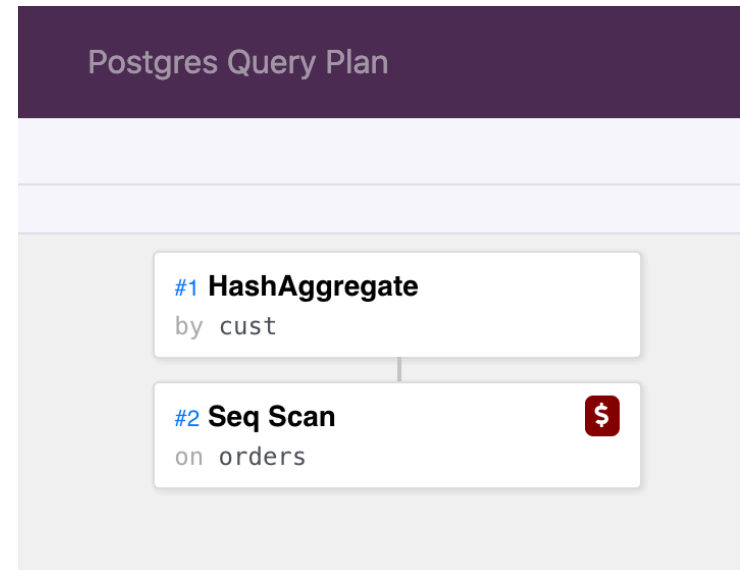 Postgres Query Plan
#1 HashAggregate
by cust
#2 Seq Scan $
on orders